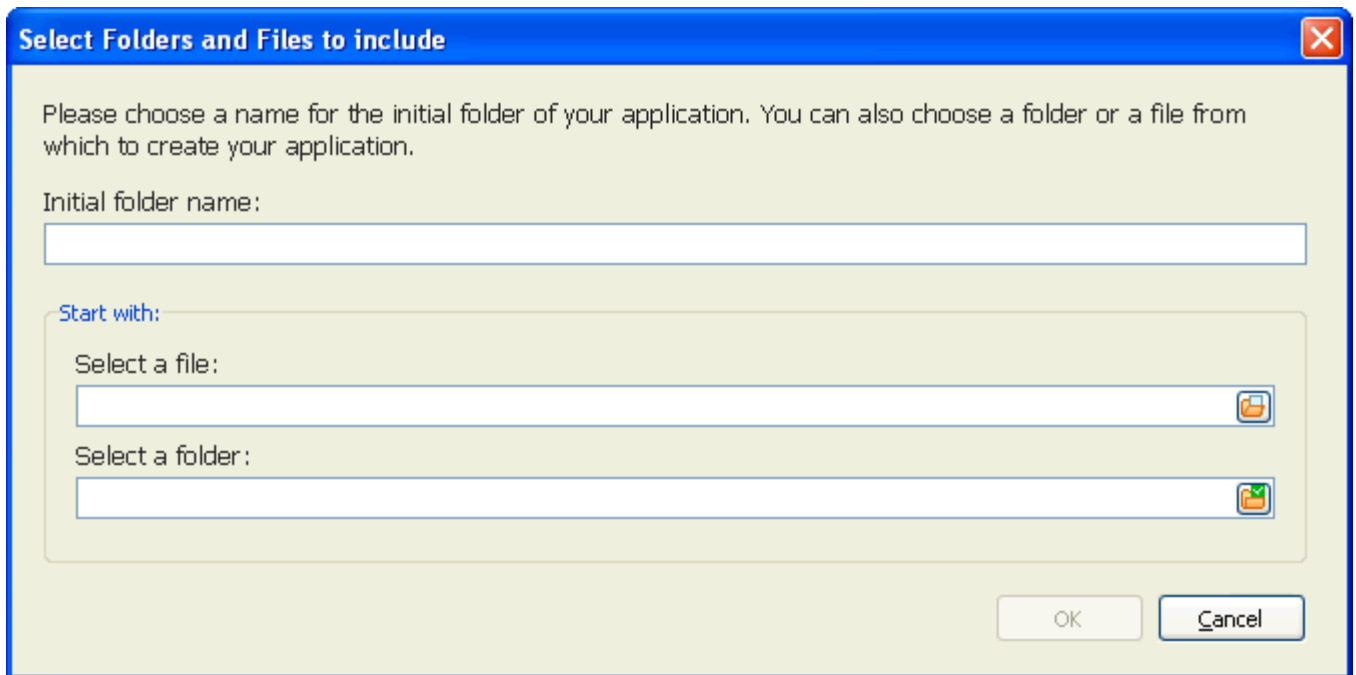 Select Folders and Files to include
Please choose a name for the initial folder of your application. You can also choose a folder or a file from
which to create your application.
Initial folder name:
Start with:
Select a file:
Select a folder:
OK
Cancel